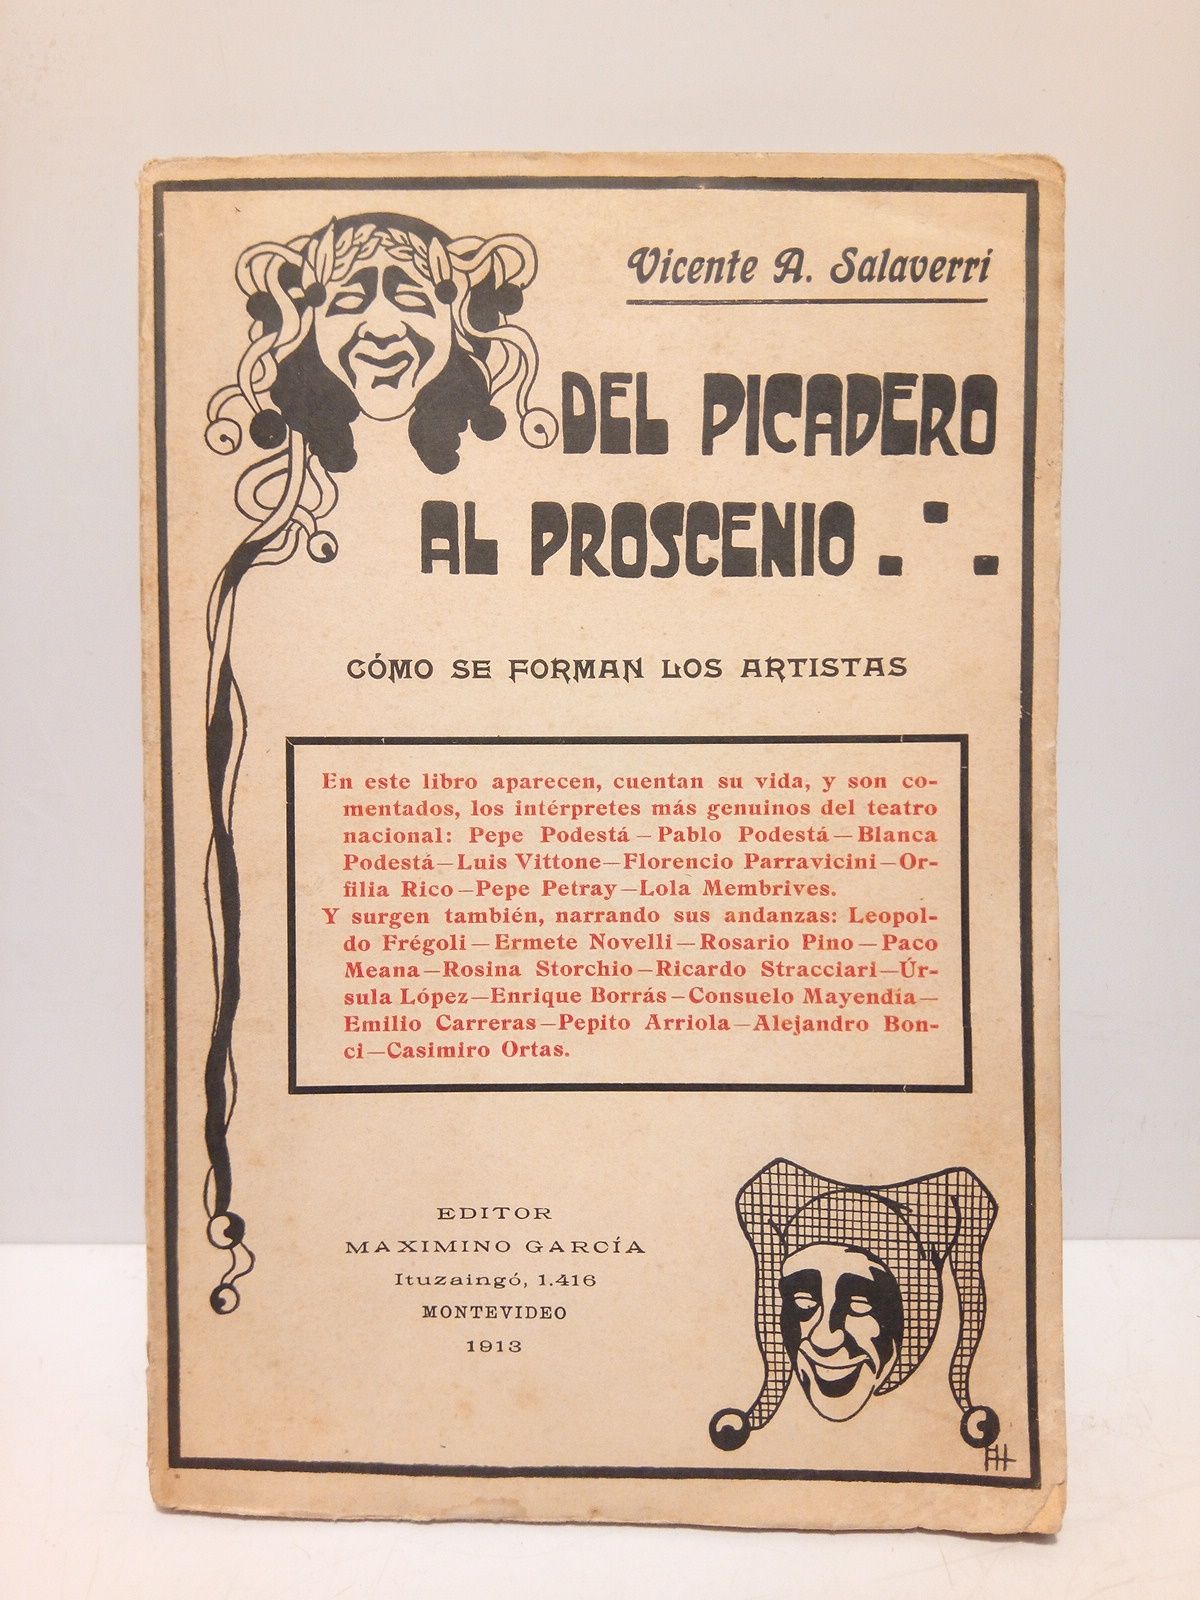 Vicente A. Salaverri
DEL PICADERO
AL PROSCENIO
CÓMO SE FORMAN LOS ARTISTAS
En este libro aparecen, cuentan su vida, y son co-
mentados, los intérpretes más genuinos del teatro
nacional: Pepe Podestá—Pablo Podestá—Blanca
Podestá—Luis Vittone—Florencio Parravicini—Or-
filia Rico—Pepe Petray—Lola Membrives.
Y surgen también, narrando sus andanzas: Leopol-
do Frégoli—Ermete Novelli—Rosario Pino—Paco
Meana—Rosina Storchio—Ricardo Stracciari—Úr-
sula López—Enrique Borrás—Consuelo Mayendía—
Emilio Carreras—Pepito Arriola—Alejandro Bon-
ci—Casimiro Ortas.
EDITOR
MAXIMINO GARCÍA
Ituzaingó, 1.416
MONTEVIDEO
1913